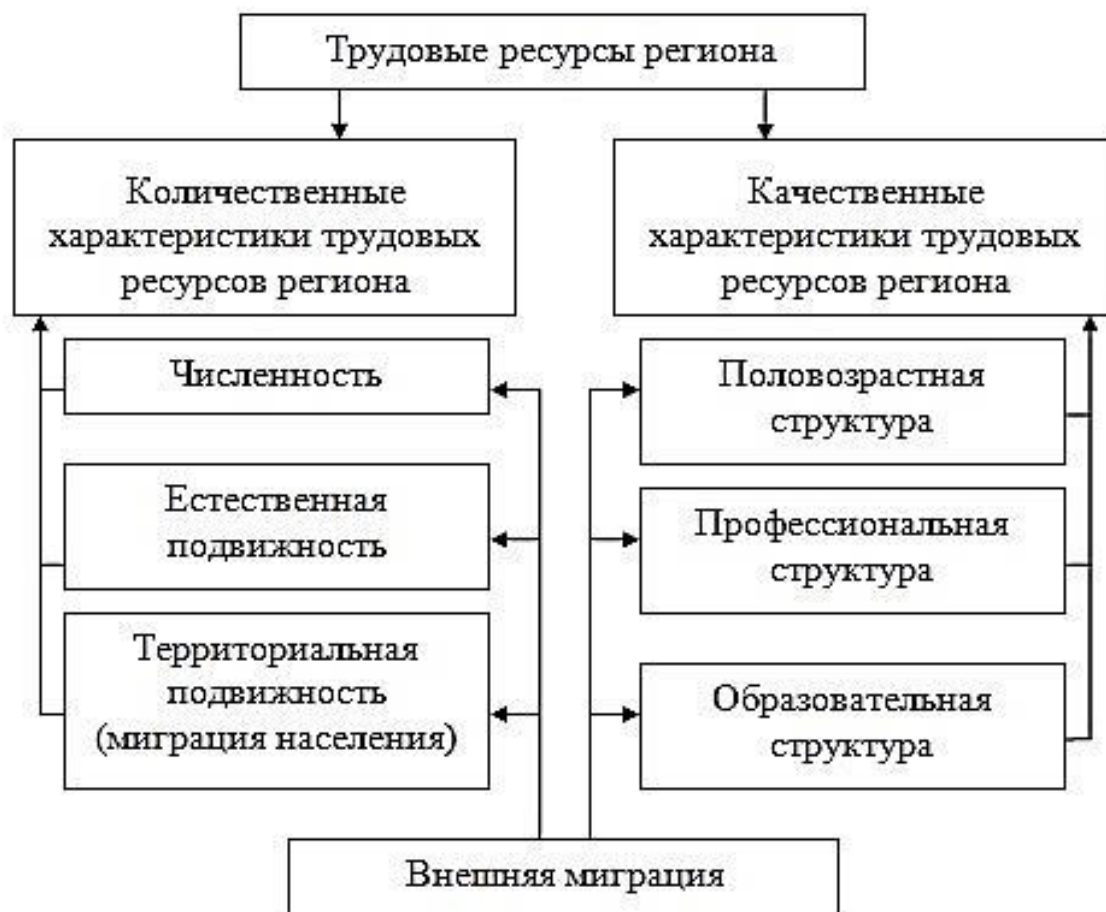 Трудовые ресурсы региона
Количественные
характеристики трудовых
ресурсов региона
Качественные
характеристики трудовых
ресурсов региона
Численность
Естественная
подвижность
Территориальная
подвижность
(миграция населения)
Половозрастная
структура
Профессиональная
структура
Образовательная
структура
Внешняя миграция